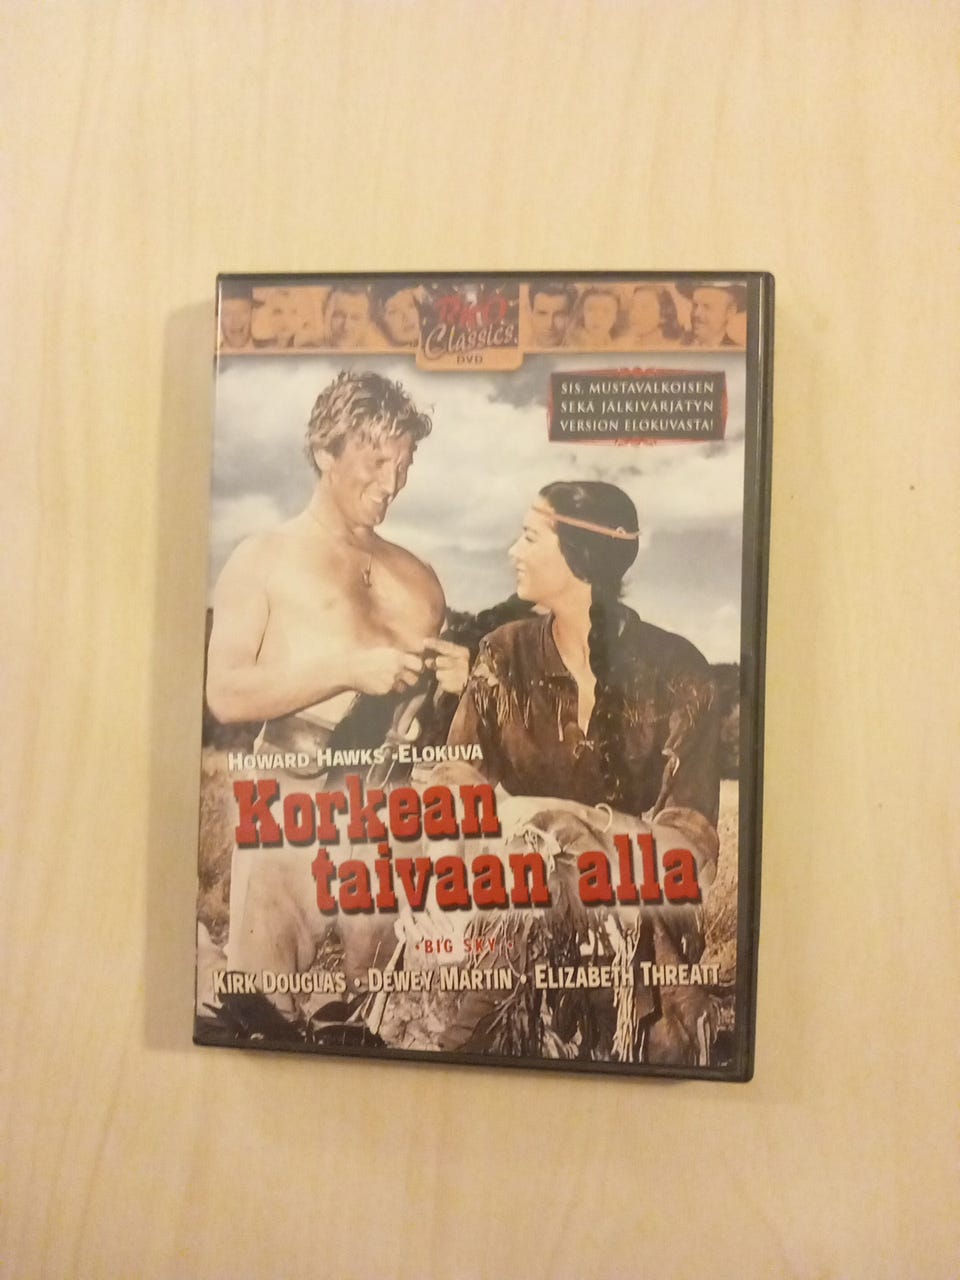 RKO
Classics
DVD
SIS. MUSTAVALKOISEN
SEKÄ JÄLKIVÄRJÄTYN
VERSION ELOKUVASTA!
HOWARD HAWKS -ELOKUVA
Korkean
taivaan alla
• BIG SKY •
KIRK DOUGLAS • DEWEY MARTIN • ELIZABETH THREATT